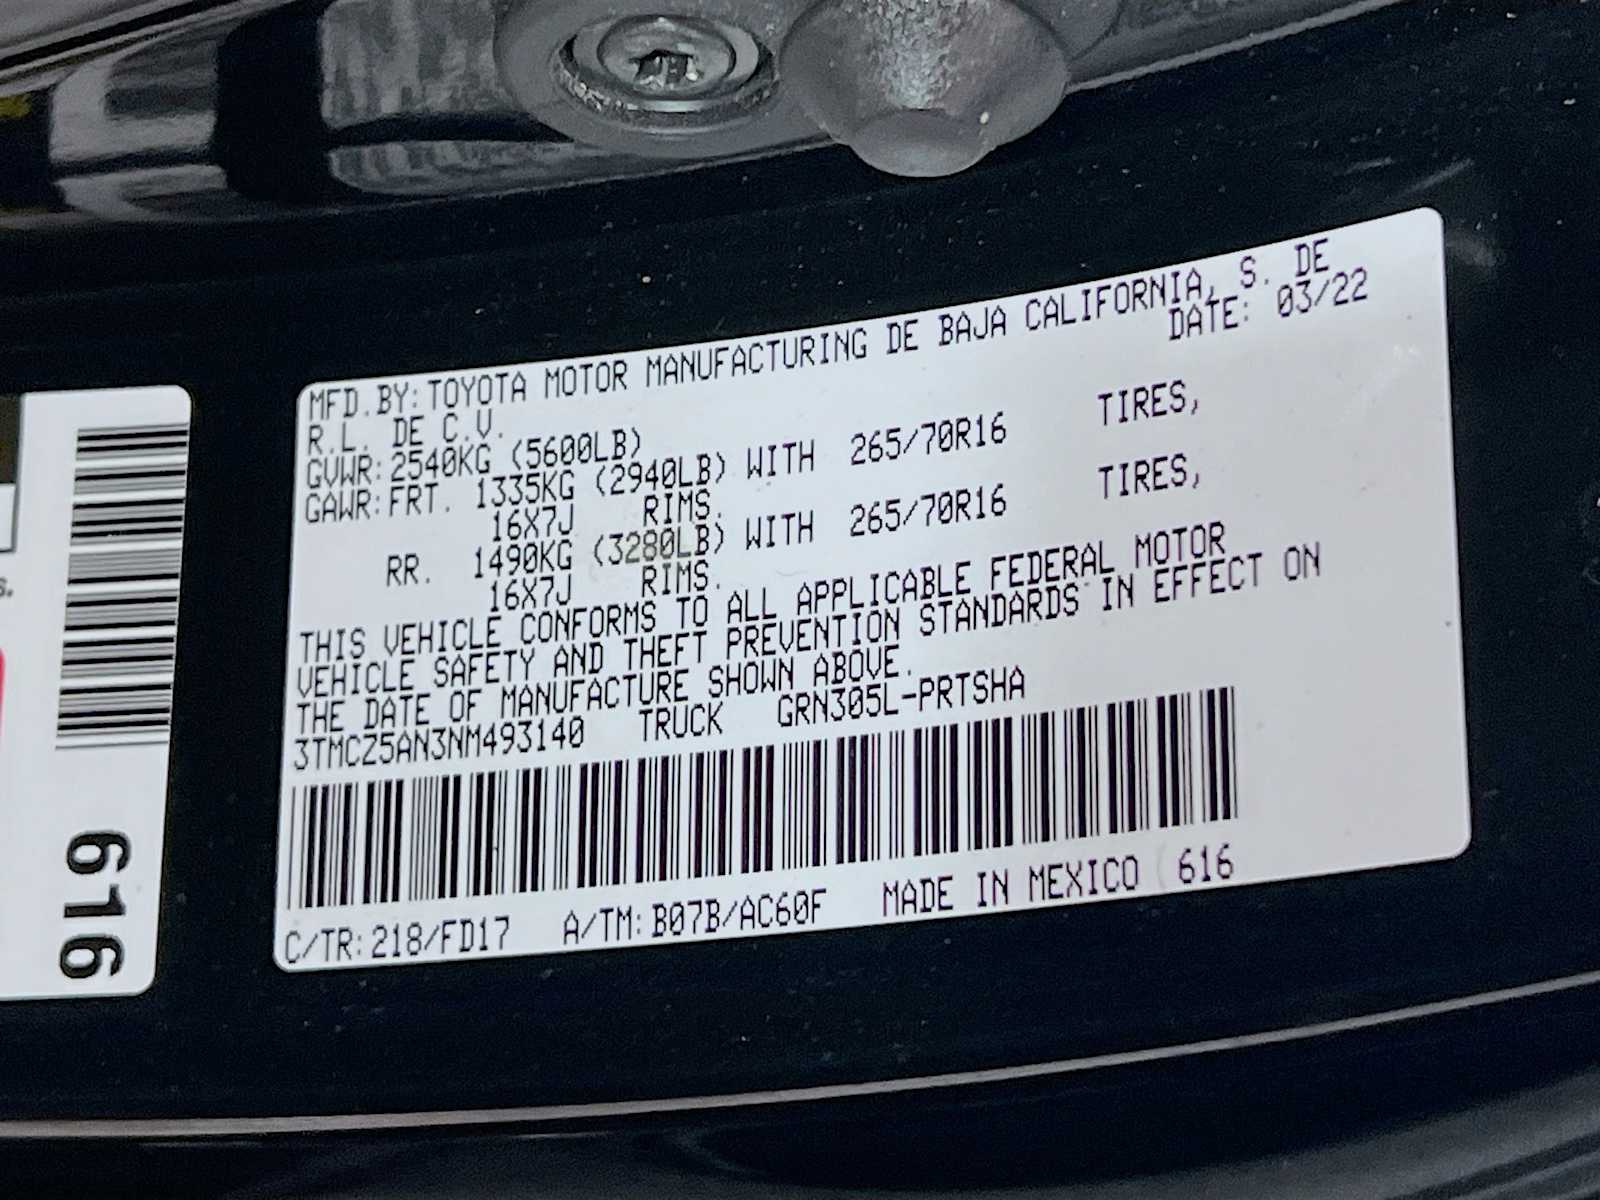 MFD.BY:TOYOTA MOTOR MANUFACTURING DE BAJA CALIFORNIA, S. DE
R.L. DE C.V. DATE: 03/22
GVWR:2540KG (5600LB)
GAWR:FRT. 1335KG (2940LB) WITH 265/70R16 TIRES,
16X7J RIMS.
RR. 1490KG (3280LB) WITH 265/70R16 TIRES,
16X7J RIMS.
THIS VEHICLE CONFORMS TO ALL APPLICABLE FEDERAL MOTOR
VEHICLE SAFETY AND THEFT PREVENTION STANDARDS IN EFFECT ON
THE DATE OF MANUFACTURE SHOWN ABOVE.
3TMCZ5AN3NM493140 TRUCK GRN305L-PRTSHA
C/TR:218/FD17 A/TM:B07B/AC60F MADE IN MEXICO 616
616
s.